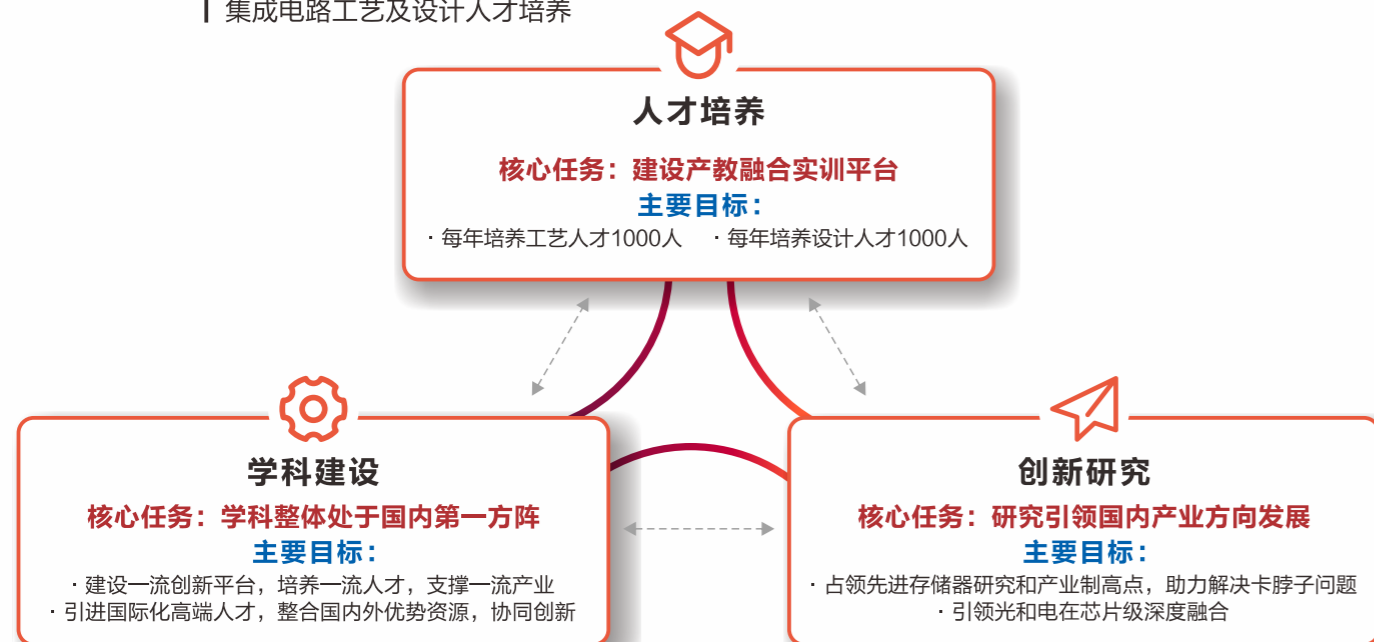 集成电路工艺及设计人才培养
人才培养
核心任务：建设产教融合实训平台
主要目标：
· 每年培养工艺人才1000人 · 每年培养设计人才1000人
学科建设
核心任务：学科整体处于国内第一方阵
主要目标：
· 建设一流创新平台，培养一流人才，支撑一流产业
· 引进国际化高端人才，整合国内外优势资源，协同创新
创新研究
核心任务：研究引领国内产业方向发展
主要目标：
· 占领先进存储器研究和产业制高点，助力解决卡脖子问题
· 引领光和电在芯片级深度融合